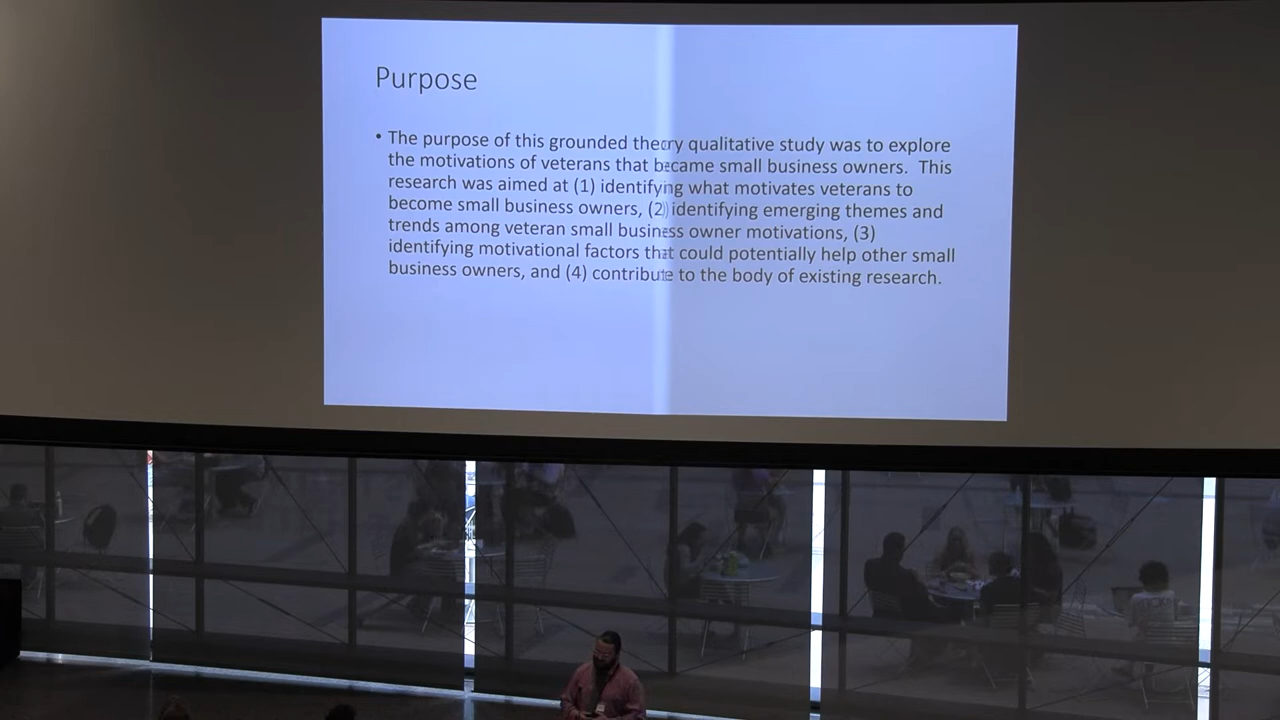 Purpose
• The purpose of this grounded theory qualitative study was to explore
the motivations of veterans that became small business owners.  This
research was aimed at (1) identifying what motivates veterans to
become small business owners, (2) identifying emerging themes and
trends among veteran small business owner motivations, (3)
identifying motivational factors that could potentially help other small
business owners, and (4) contribute to the body of existing research.